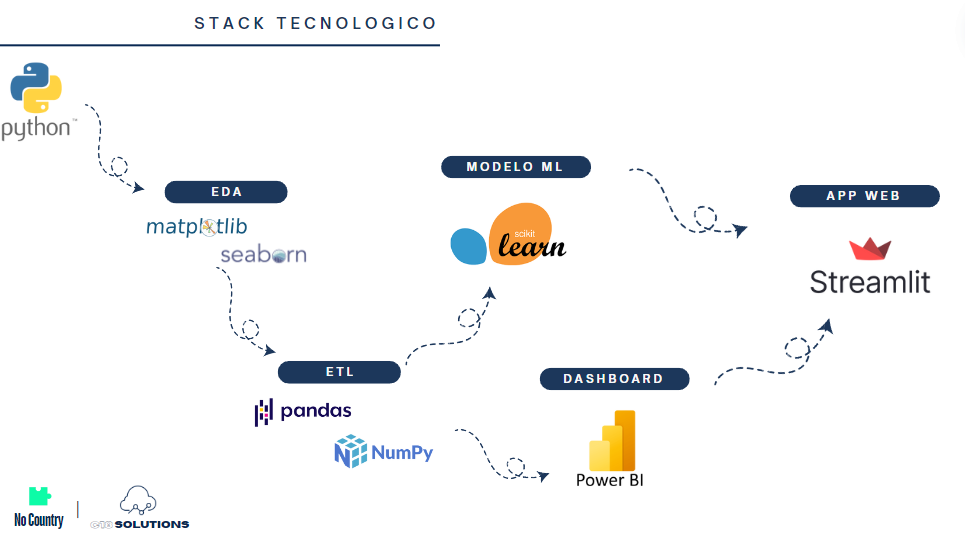 STACK TECNOLOGICO
python™
EDA
matplotlib
seaborn
ETL
pandas
NumPy
MODELO ML
scikit
learn
DASHBOARD
Power BI
APP WEB
Streamlit
No Country
C10 SOLUTIONS